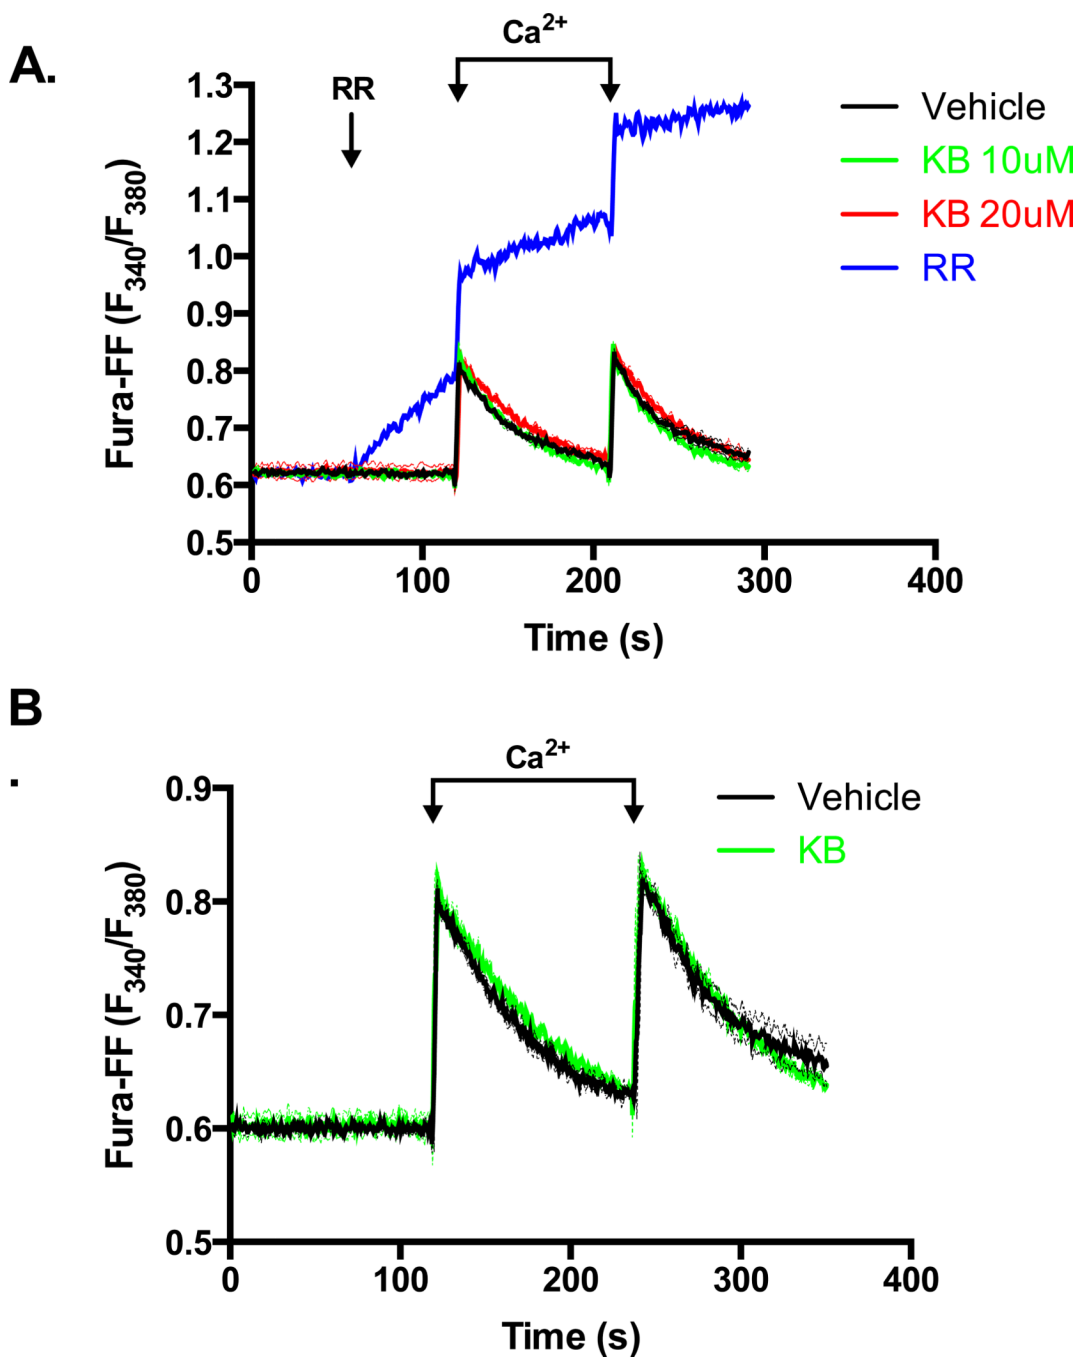 A.
Ca2+
RR
Vehicle
KB 10uM
KB 20uM
RR
Fura-FF (F340/F380)
1.3
1.2
1.1
1.0
0.9
0.8
0.7
0.6
0.5
0 100 200 300 400
Time (s)
B
.
Ca2+
Vehicle
KB
Fura-FF (F340/F380)
0.9
0.8
0.7
0.6
0.5
0 100 200 300 400
Time (s)